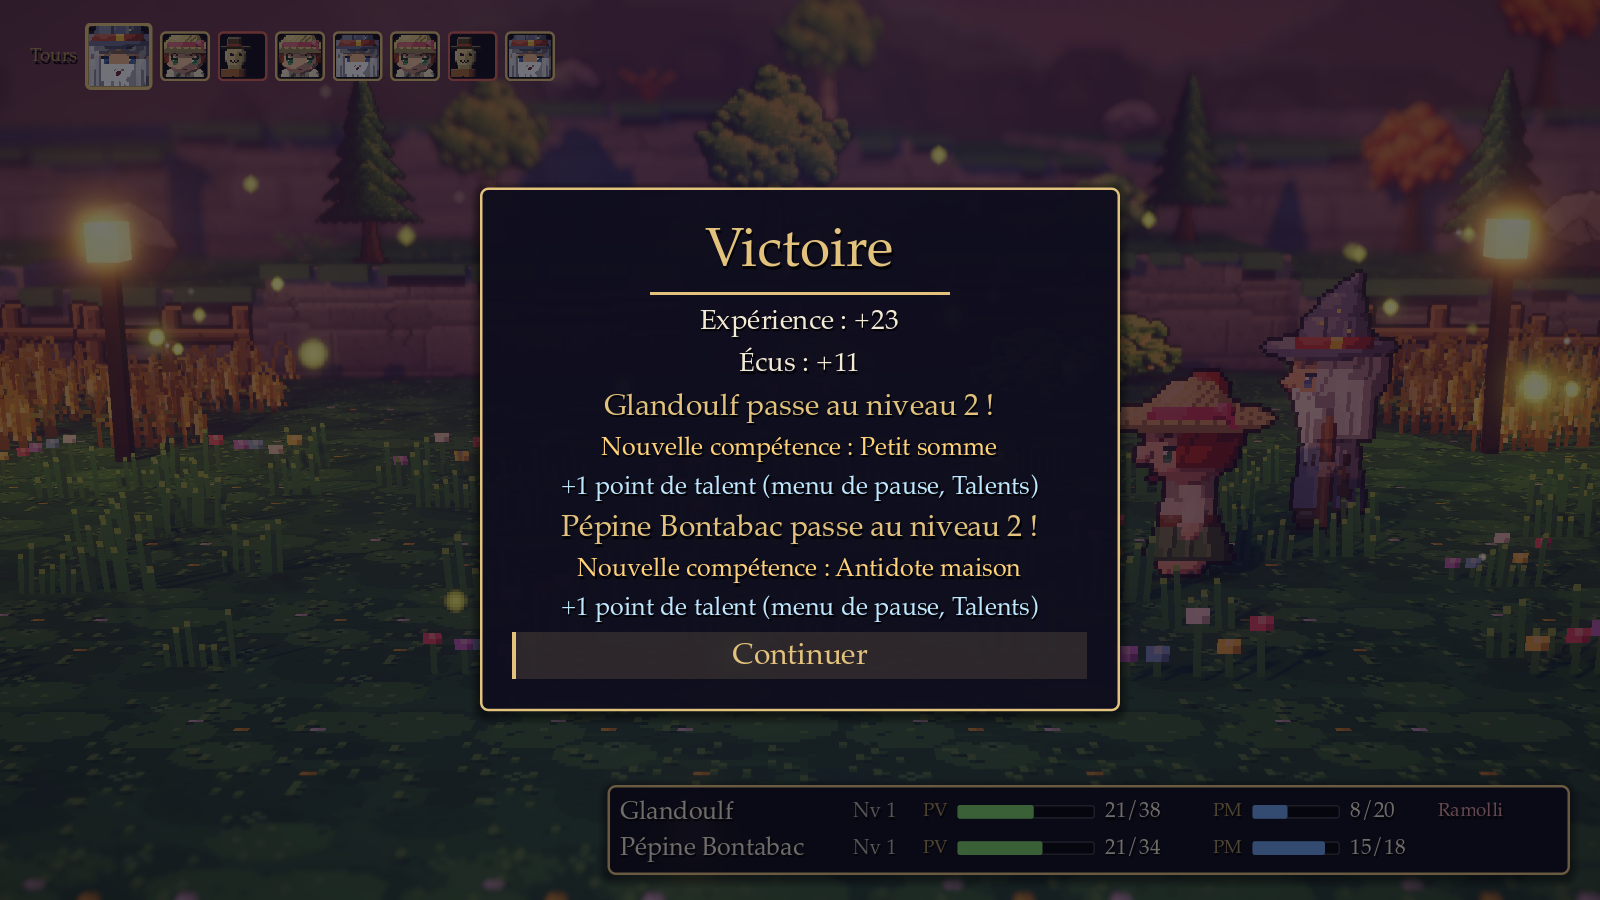 Tours
Victoire
Expérience : +23
Écus : +11
Glandoulf passe au niveau 2 !
Nouvelle compétence : Petit somme
+1 point de talent (menu de pause, Talents)
Pépine Bontabac passe au niveau 2 !
Nouvelle compétence : Antidote maison
+1 point de talent (menu de pause, Talents)
Continuer
Glandoulf Nv 1 PV 21/38 PM 8/20 Ramolli
Pépine Bontabac Nv 1 PV 21/34 PM 15/18